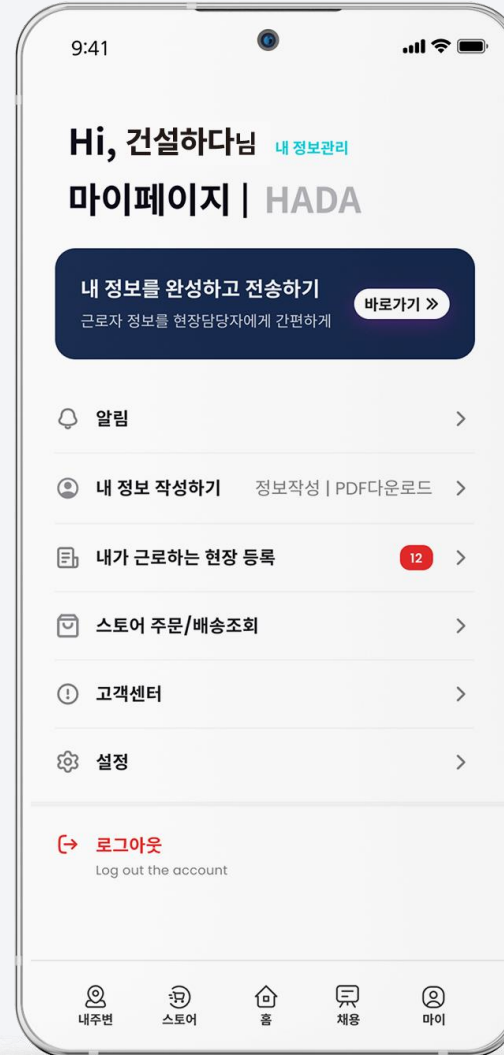 9:41
Hi, 건설하다님 내 정보관리
마이페이지 | HADA
내 정보를 완성하고 전송하기
근로자 정보를 현장담당자에게 간편하게
바로가기 »
알림
내 정보 작성하기 정보작성 | PDF다운로드
내가 근로하는 현장 등록 12
스토어 주문/배송조회
고객센터
설정
로그아웃
Log out the account
내주변 스토어 홈 채용 마이